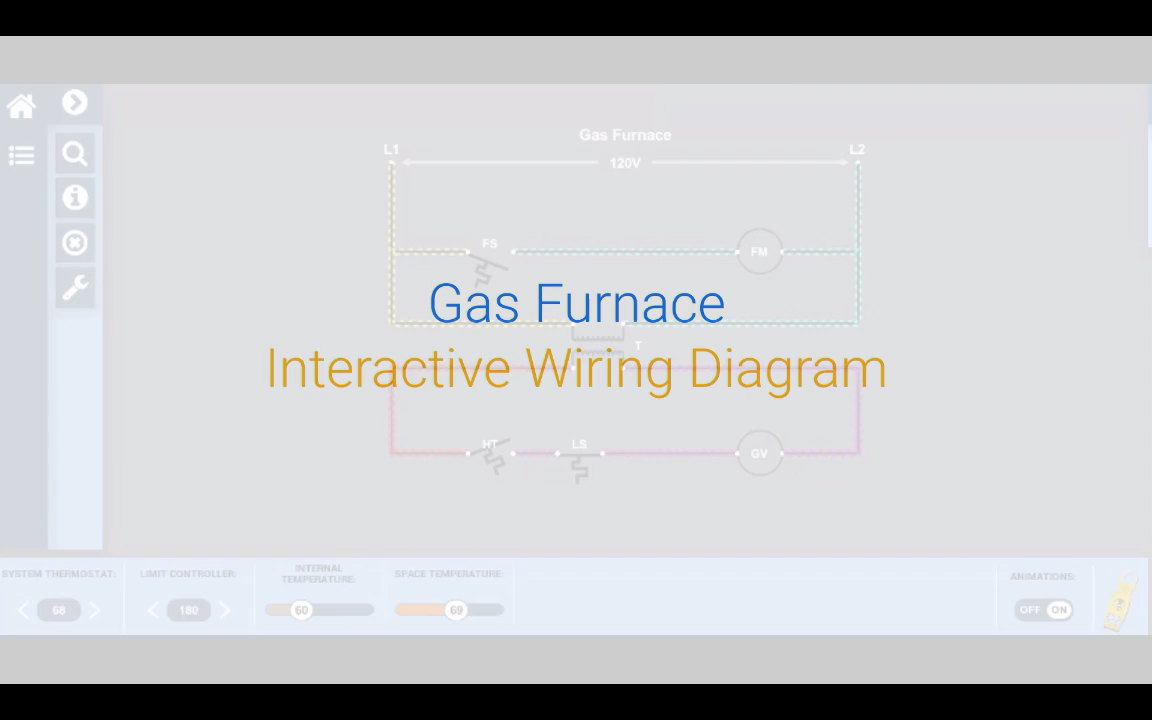 Gas Furnace
L1
L2
120V
FS
FM
Gas Furnace
T
Interactive Wiring Diagram
HT
LS
GV
SYSTEM THERMOSTAT:
LIMIT CONTROLLER:
INTERNAL
TEMPERATURE:
SPACE TEMPERATURE:
ANIMATIONS:
68
180
60
69
OFF ON